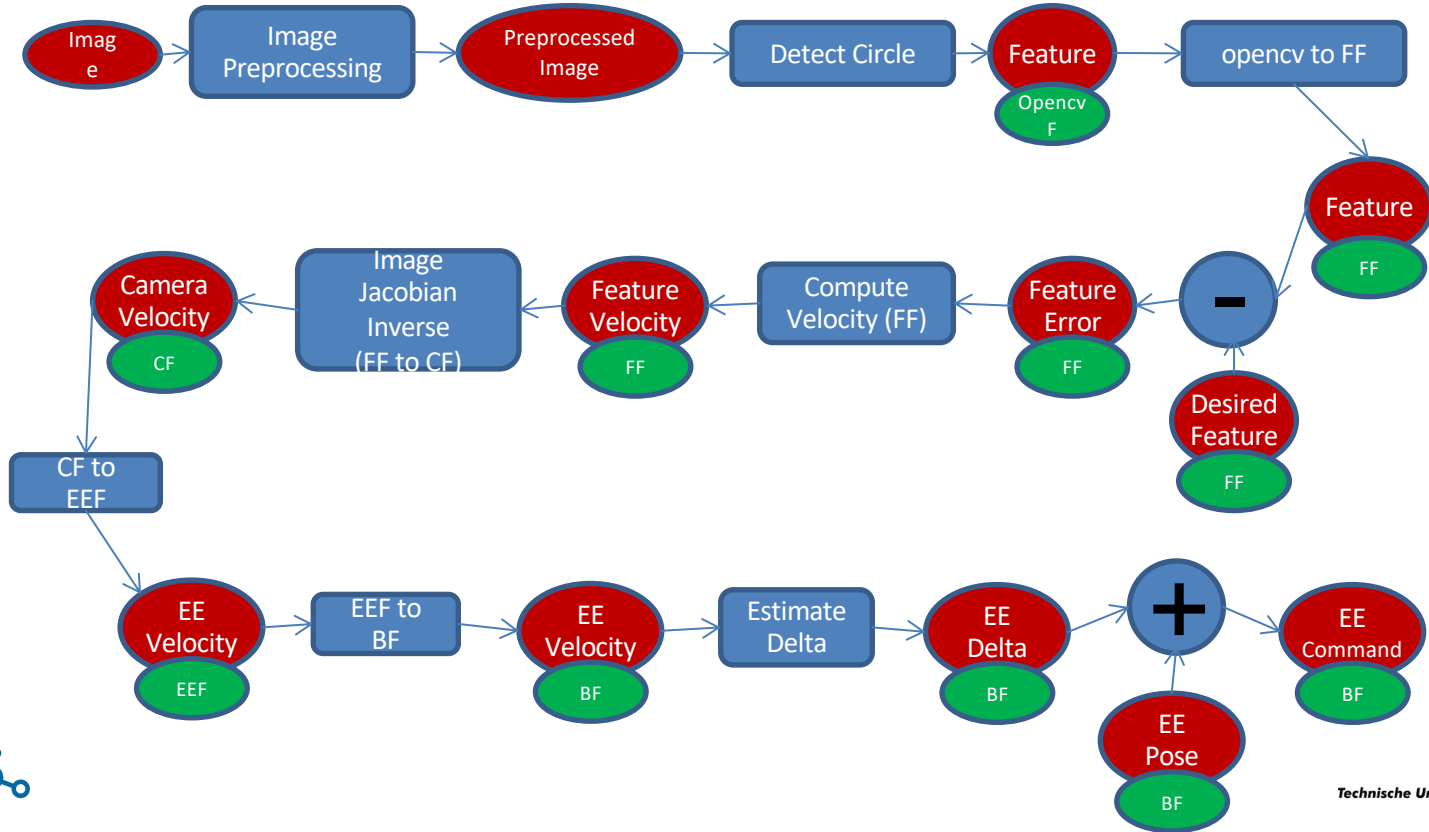 Imag
e
Image
Preprocessing
Preprocessed
Image
Detect Circle
Feature
Opencv
F
opencv to FF
Feature
FF
-
Desired
Feature
FF
Feature
Error
FF
Compute
Velocity (FF)
Feature
Velocity
FF
Image
Jacobian
Inverse
(FF to CF)
Camera
Velocity
CF
CF to
EEF
EE
Velocity
EEF
EEF to
BF
EE
Velocity
BF
Estimate
Delta
EE
Delta
BF
+
EE
Pose
BF
EE
Command
BF
Technische